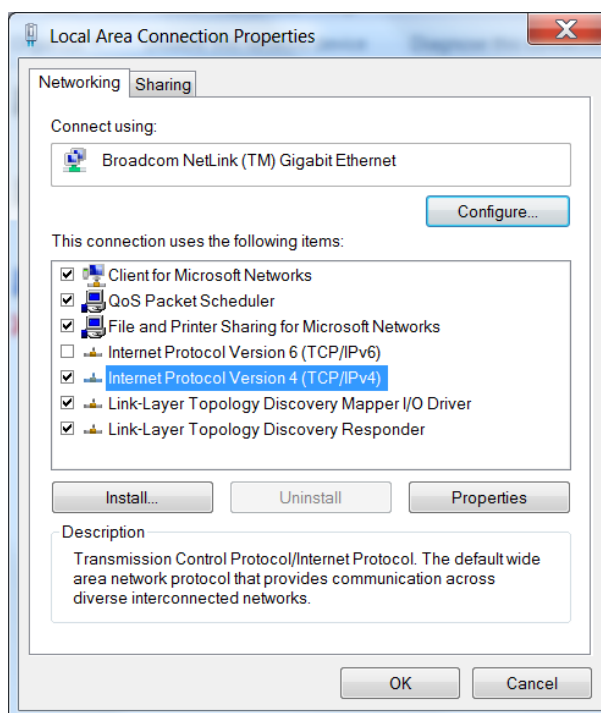 Local Area Connection Properties
Networking
Sharing
Connect using:
Broadcom NetLink (TM) Gigabit Ethernet
Configure...
This connection uses the following items:
Client for Microsoft Networks
QoS Packet Scheduler
File and Printer Sharing for Microsoft Networks
Internet Protocol Version 6 (TCP/IPv6)
Internet Protocol Version 4 (TCP/IPv4)
Link-Layer Topology Discovery Mapper I/O Driver
Link-Layer Topology Discovery Responder
Install...
Uninstall
Properties
Description
Transmission Control Protocol/Internet Protocol. The default wide
area network protocol that provides communication across
diverse interconnected networks.
OK
Cancel